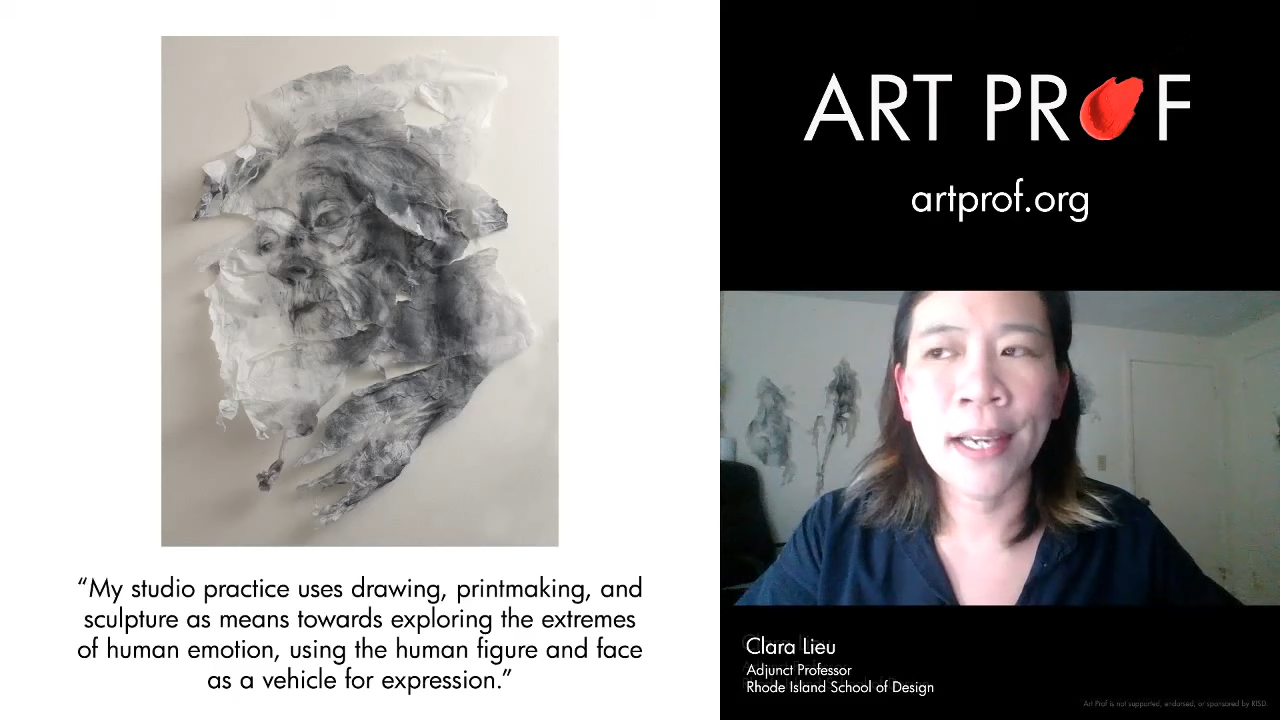 “My studio practice uses drawing, printmaking, and
sculpture as means towards exploring the extremes
of human emotion, using the human figure and face
as a vehicle for expression.”
ART PROF
artprof.org
Clara Lieu
Adjunct Professor
Rhode Island School of Design
Art Prof is not supported, endorsed, or sponsored by RISD.